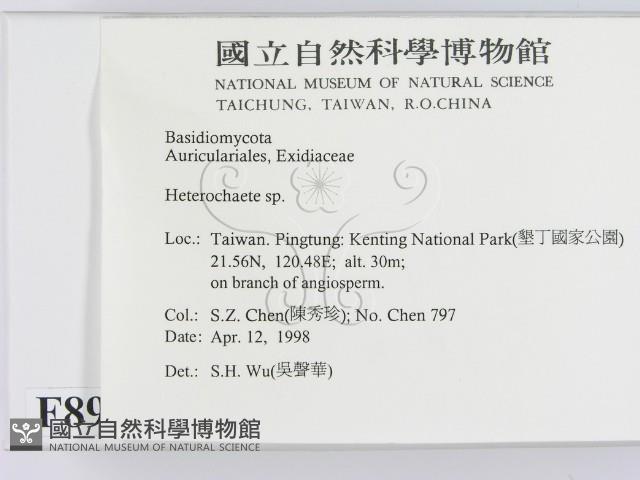 國立自然科學博物館
NATIONAL MUSEUM OF NATURAL SCIENCE
TAICHUNG, TAIWAN, R.O.CHINA
Basidiomycota
Auriculariales, Exidiaceae
Heterochaete sp.
Loc.: Taiwan. Pingtung: Kenting National Park(墾丁國家公園)
21.56N, 120.48E; alt. 30m;
on branch of angiosperm.
Col.: S.Z. Chen(陳秀珍); No. Chen 797
Date: Apr. 12, 1998
Det.: S.H. Wu(吳聲華)
F89
國立自然科學博物館
NATIONAL MUSEUM OF NATURAL SCIENCE